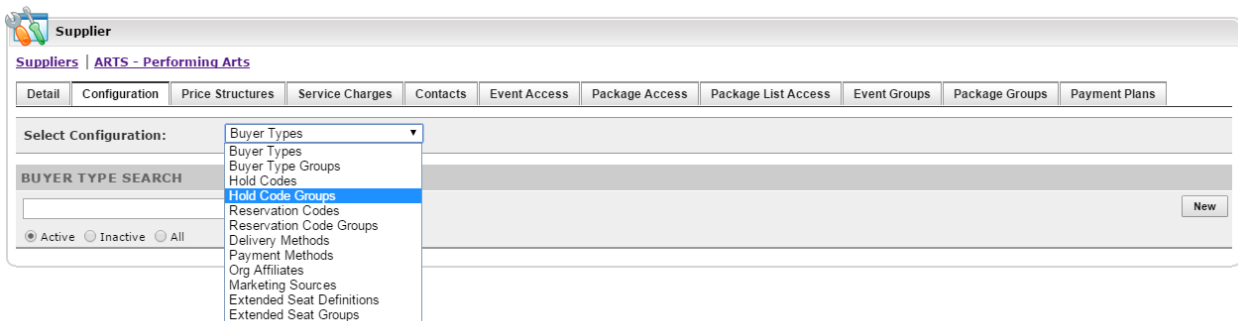 Supplier
Suppliers | ARTS - Performing Arts
Detail Configuration Price Structures Service Charges Contacts Event Access Package Access Package List Access Event Groups Package Groups Payment Plans
Select Configuration: Buyer Types
Buyer Types
Buyer Type Groups
BUYER TYPE SEARCH
Hold Codes
Hold Code Groups
Reservation Codes
New
Reservation Code Groups
Active Inactive All
Delivery Methods
Payment Methods
Org Affiliates
Marketing Sources
Extended Seat Definitions
Extended Seat Groups